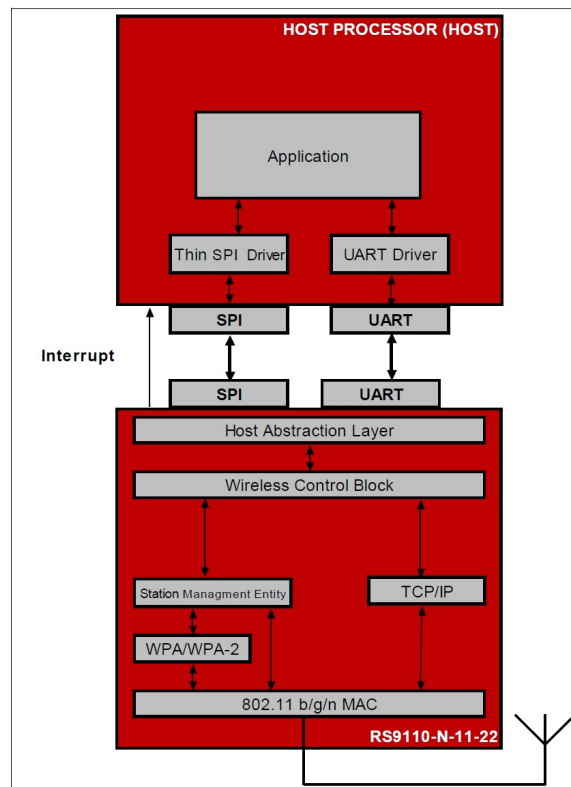 HOST PROCESSOR (HOST)
Application
Thin SPI Driver
UART Driver
SPI
UART
Interrupt
SPI
UART
Host Abstraction Layer
Wireless Control Block
Station Managment Entity
TCP/IP
WPA/WPA-2
802.11 b/g/n MAC
RS9110-N-11-22